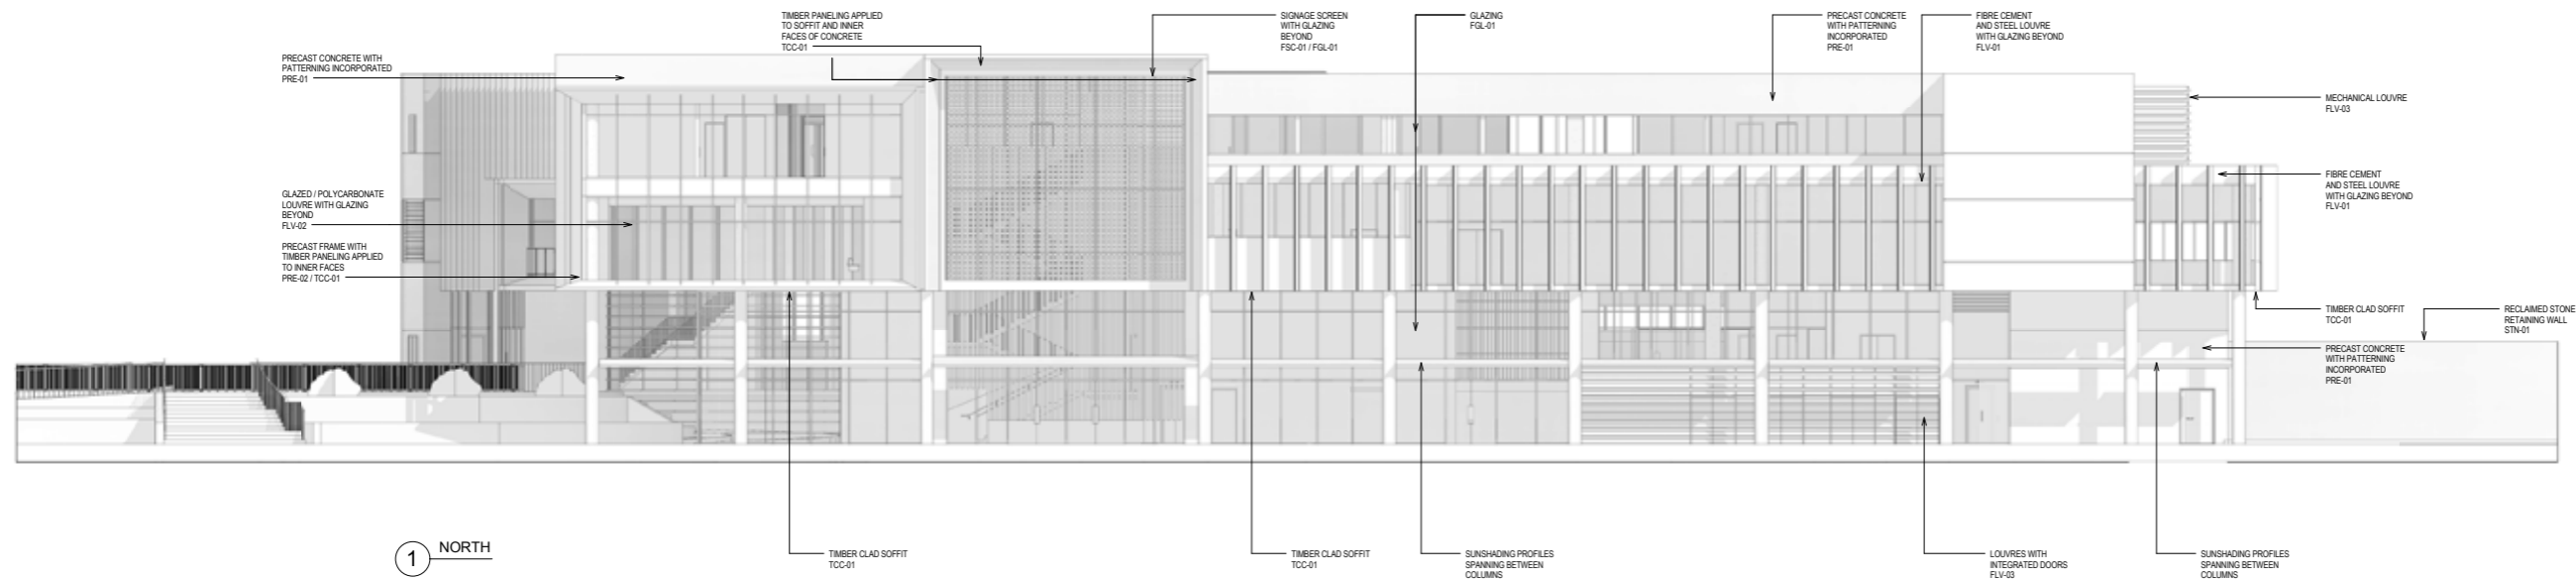 TIMBER PANELING APPLIED
TO SOFFIT AND INNER
FACES OF CONCRETE
TCC-01
SIGNAGE SCREEN
WITH GLAZING
BEYOND
FSC-01 / FGL-01
GLAZING
FGL-01
PRECAST CONCRETE
WITH PATTERNING
INCORPORATED
PRE-01
FIBRE CEMENT
AND STEEL LOUVRE
WITH GLAZING BEYOND
FLV-01
PRECAST CONCRETE WITH
PATTERNING INCORPORATED
PRE-01
MECHANICAL LOUVRE
FLV-03
GLAZED / POLYCARBONATE
LOUVRE WITH GLAZING
BEYOND
FLV-02
FIBRE CEMENT
AND STEEL LOUVRE
WITH GLAZING BEYOND
FLV-01
PRECAST FRAME WITH
TIMBER PANELING APPLIED
TO INNER FACES
PRE-02 / TCC-01
TIMBER CLAD SOFFIT
TCC-01
RECLAIMED STONE
RETAINING WALL
STN-01
PRECAST CONCRETE
WITH PATTERNING
INCORPORATED
PRE-01
1 NORTH
TIMBER CLAD SOFFIT
TCC-01
TIMBER CLAD SOFFIT
TCC-01
SUNSHADING PROFILES
SPANNING BETWEEN
COLUMNS
LOUVRES WITH
INTEGRATED DOORS
FLV-03
SUNSHADING PROFILES
SPANNING BETWEEN
COLUMNS